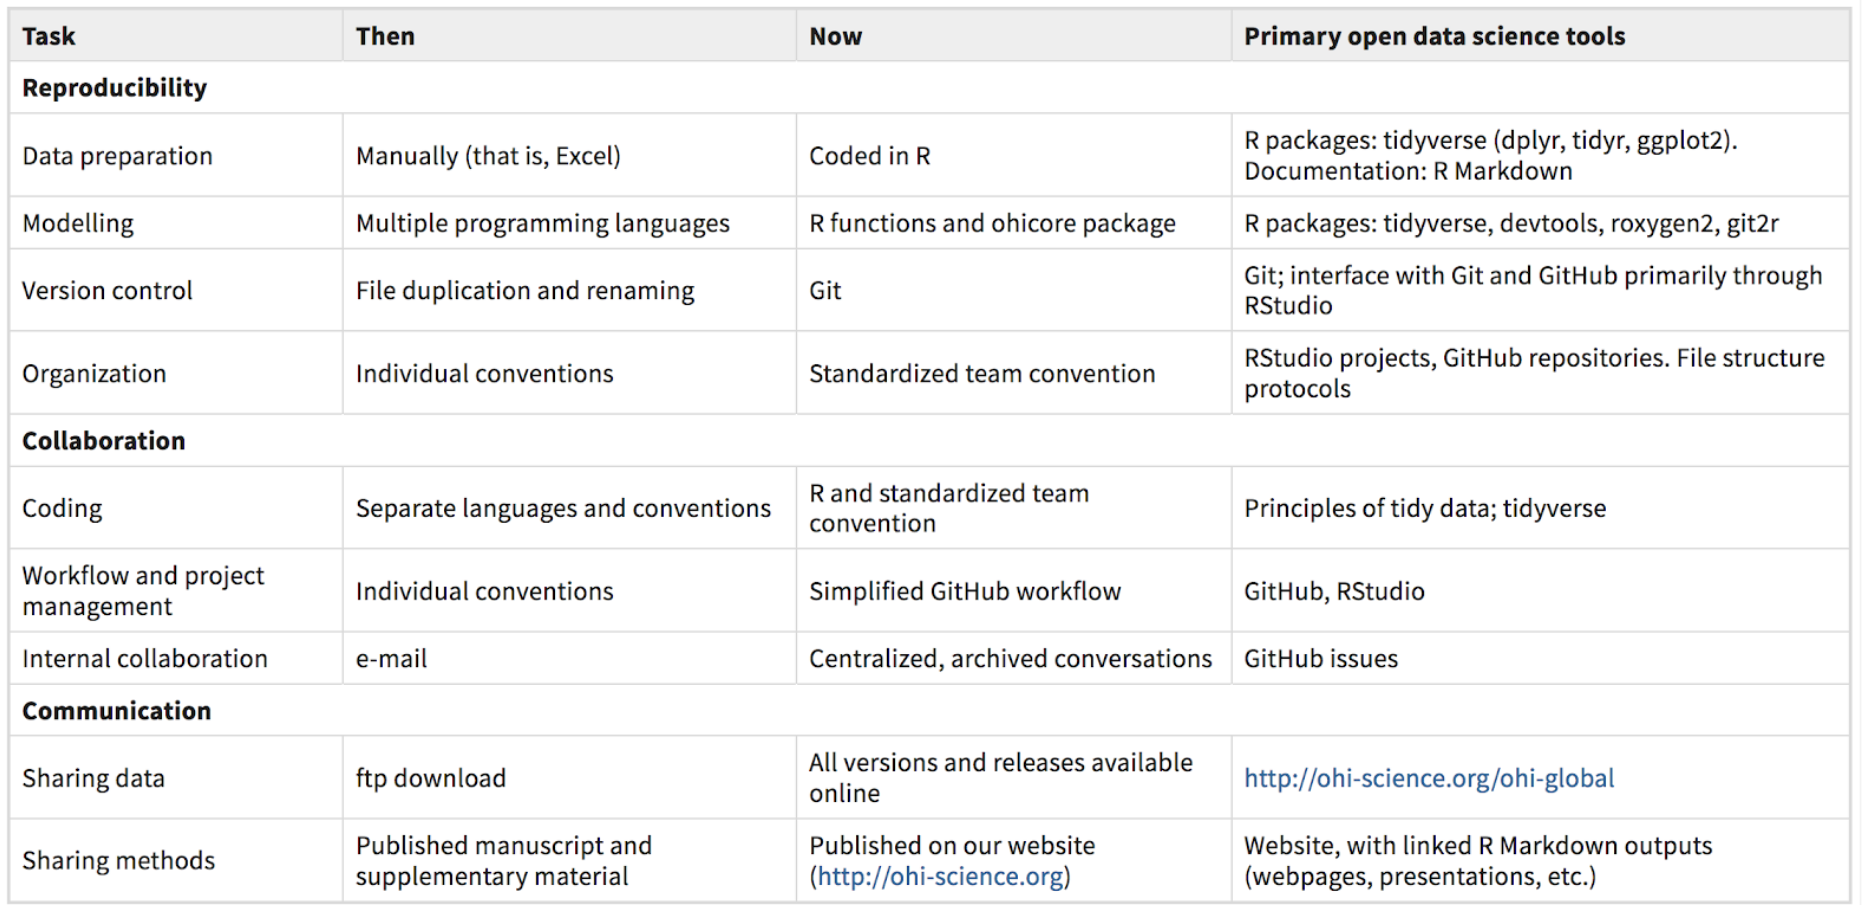 Task Then Now Primary open data science tools
Reproducibility
Data preparation Manually (that is, Excel) Coded in R R packages: tidyverse (dplyr, tidyr, ggplot2).
Documentation: R Markdown
Modelling Multiple programming languages R functions and ohicore package R packages: tidyverse, devtools, roxygen2, git2r
Version control File duplication and renaming Git Git; interface with Git and GitHub primarily through
RStudio
Organization Individual conventions Standardized team convention RStudio projects, GitHub repositories. File structure
protocols
Collaboration
Coding Separate languages and conventions R and standardized team
convention Principles of tidy data; tidyverse
Workflow and project
management Individual conventions Simplified GitHub workflow GitHub, RStudio
Internal collaboration e-mail Centralized, archived conversations GitHub issues
Communication
Sharing data ftp download All versions and releases available
online http://ohi-science.org/ohi-global
Sharing methods Published manuscript and
supplementary material Published on our website
(http://ohi-science.org) Website, with linked R Markdown outputs
(webpages, presentations, etc.)